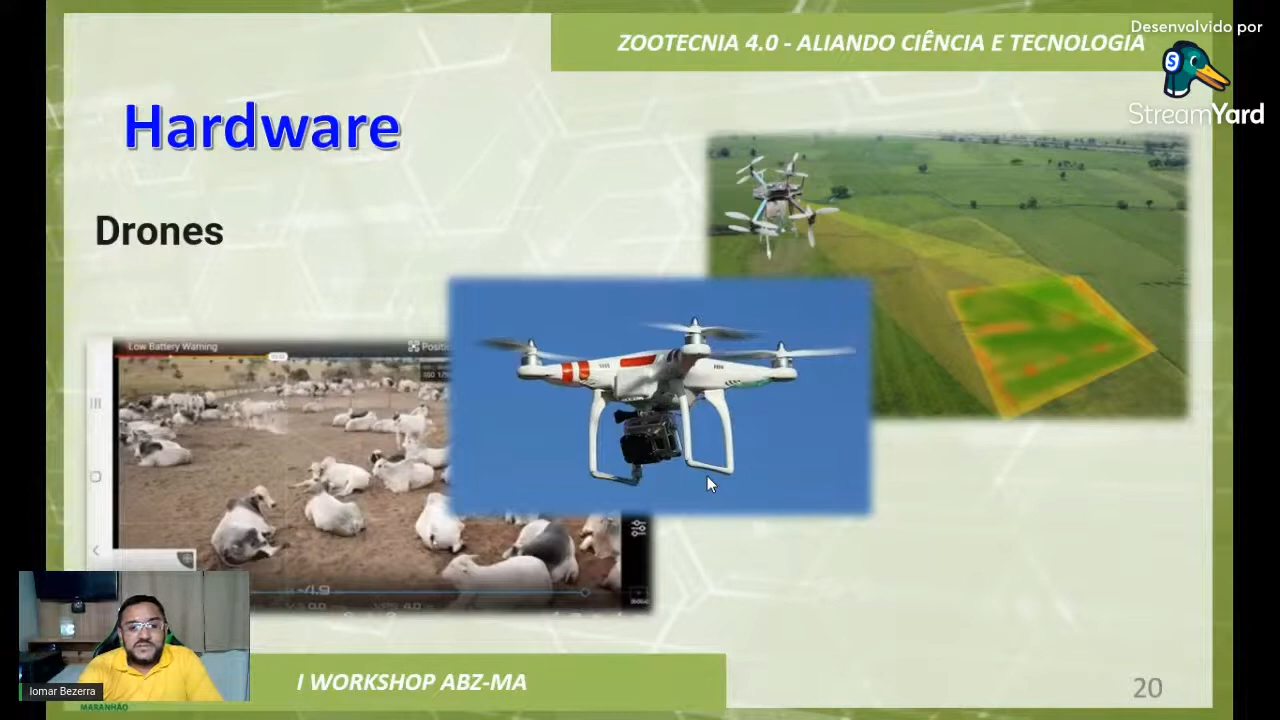 ZOOTECNIA 4.0 - ALIANDO CIÊNCIA E TECNOLOGIA
Desenvolvido por
StreamYard
Hardware
Drones
Low Battery Warning
Iomar Bezerra
I WORKSHOP ABZ-MA
MARANHÃO
20